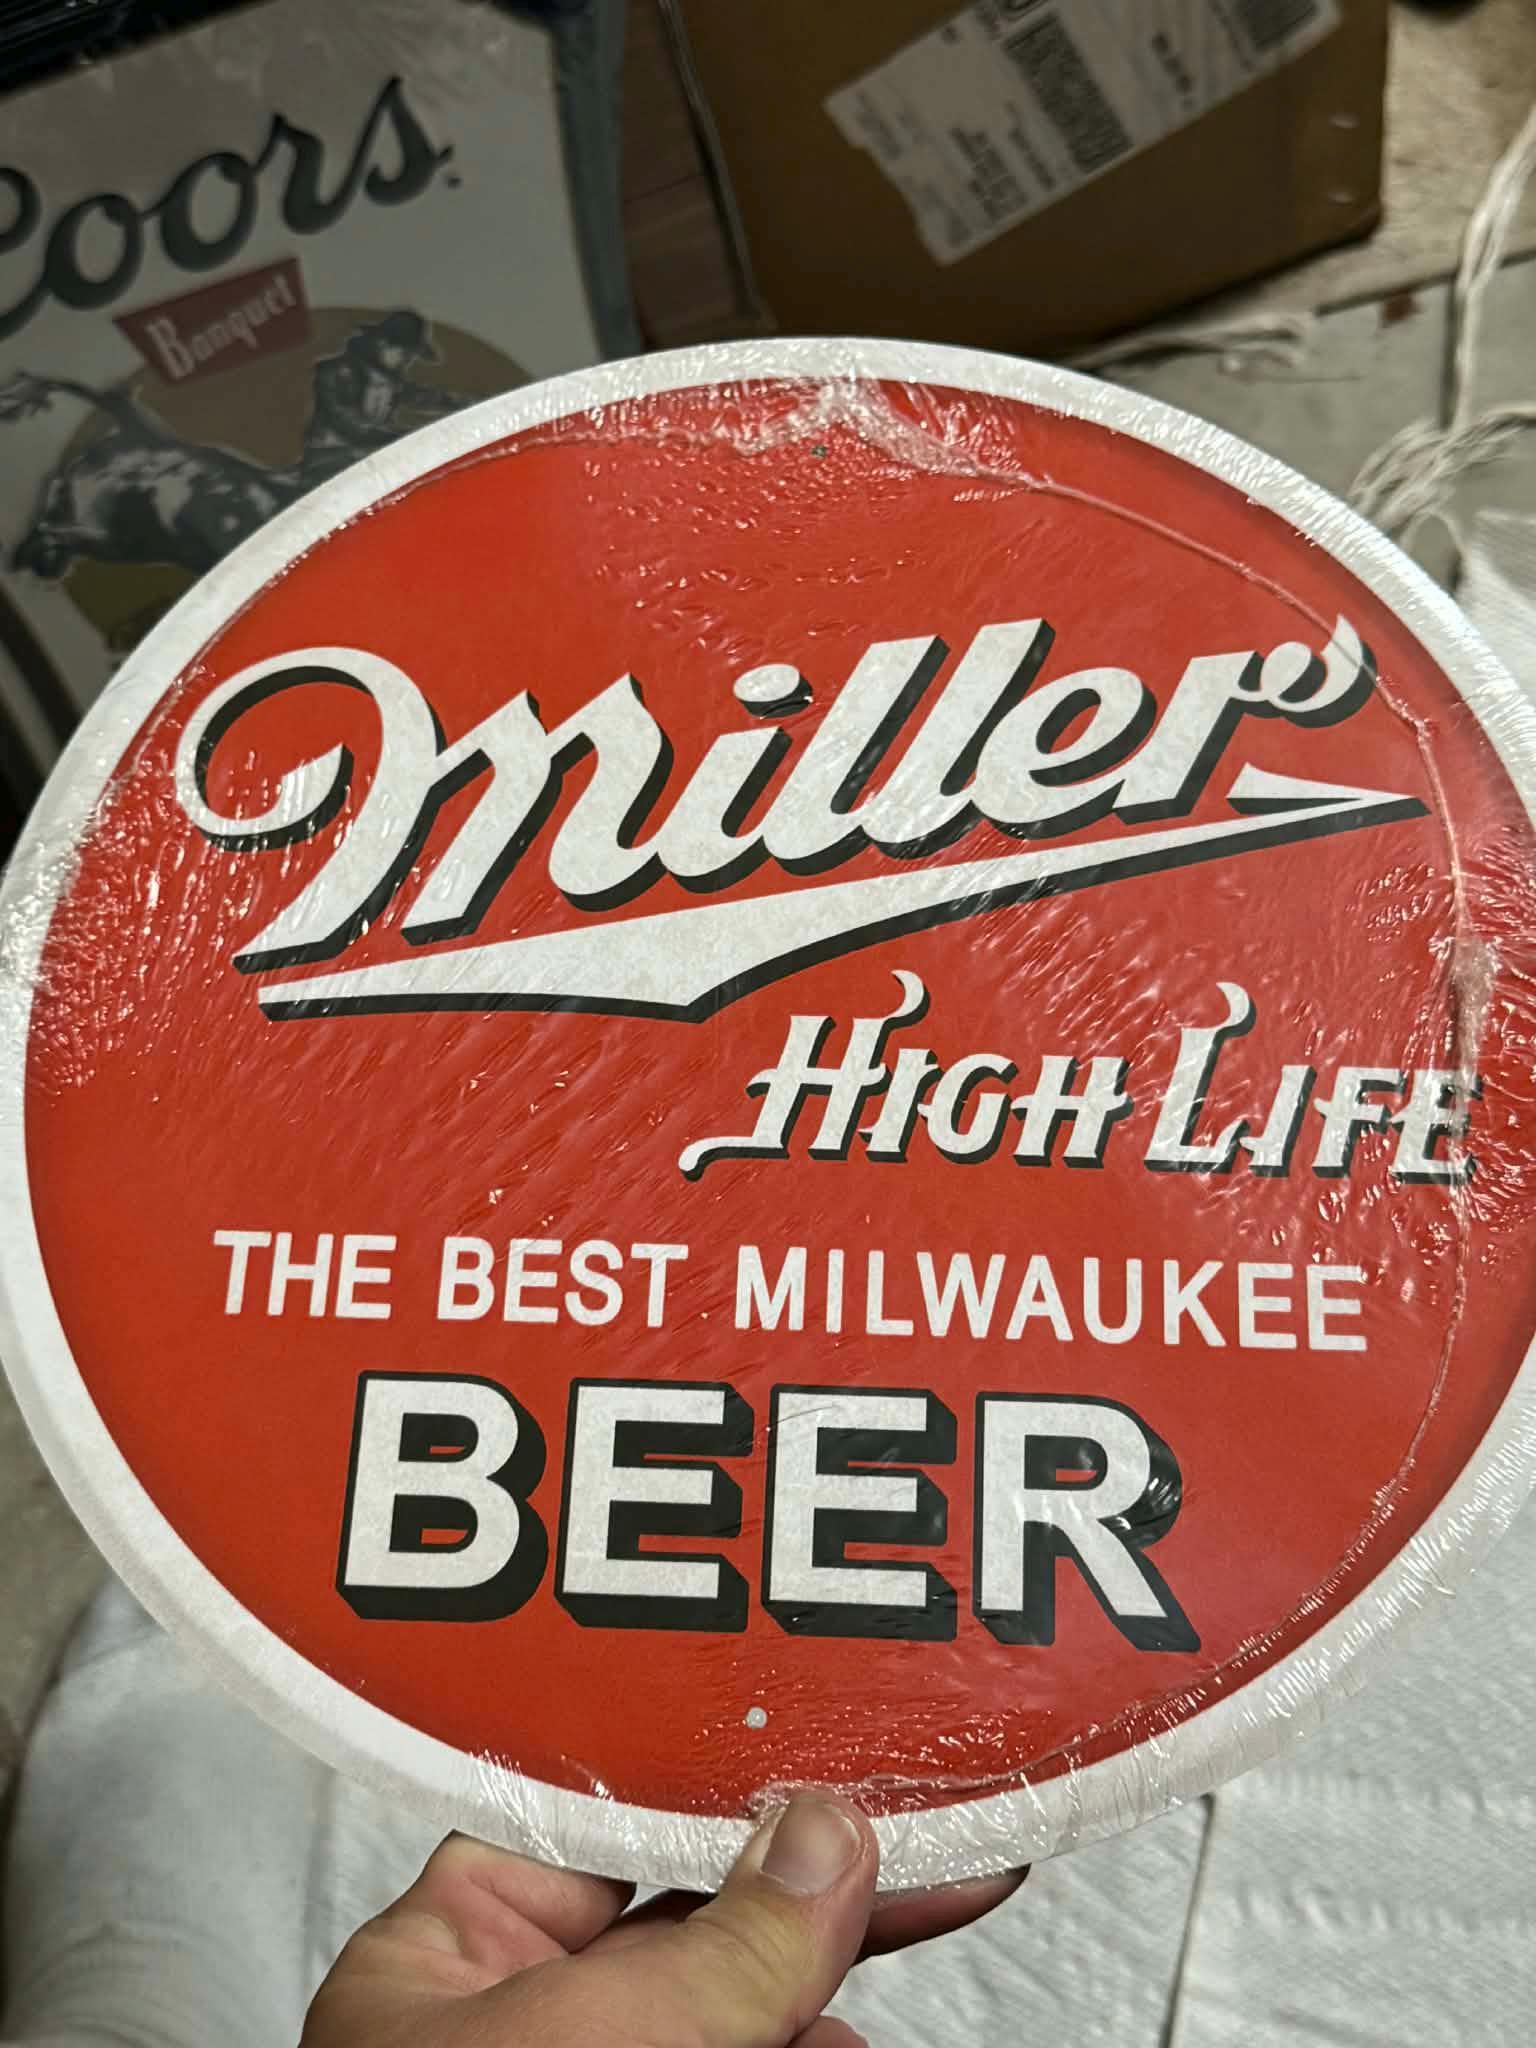 Coors
Banquet
Miller
HIGH LIFE
THE BEST MILWAUKEE
BEER